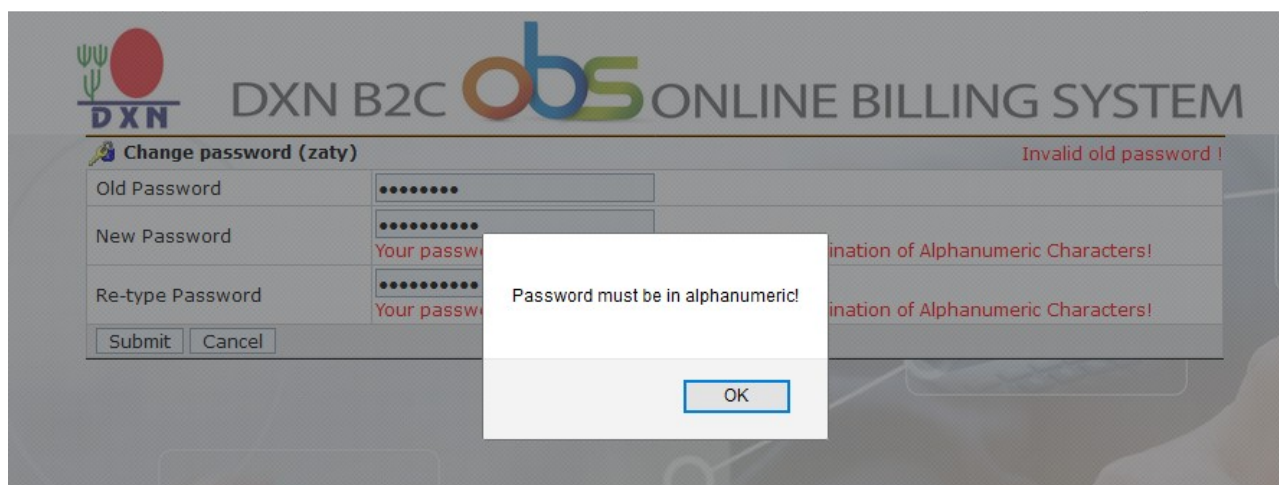 DXN
DXN B2C obs ONLINE BILLING SYSTEM
Change password (zaty) Invalid old password !
Old Password
New Password
Your passw ination of Alphanumeric Characters!
Re-type Password
Your passw ination of Alphanumeric Characters!
Submit Cancel
Password must be in alphanumeric!
OK